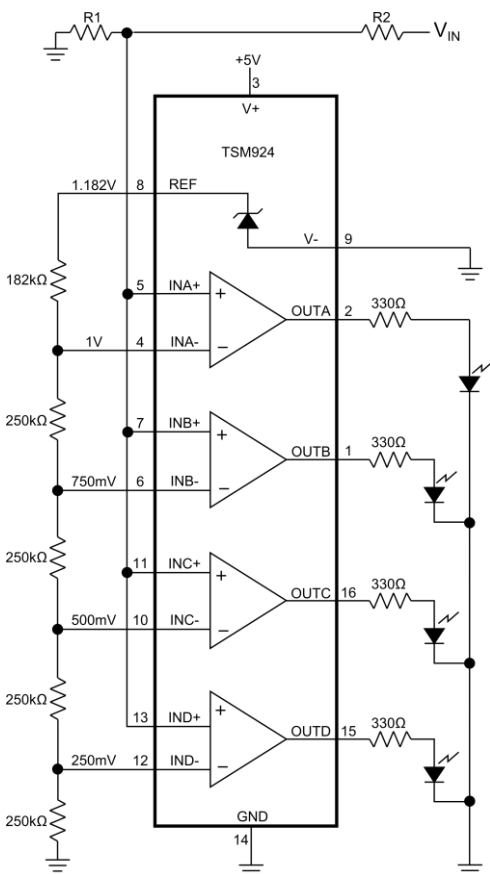 R1
R2
VIN
+5V
3
V+
TSM924
1.182V
8
REF
V-
9
182kΩ
5
INA+
+
OUTA
2
330Ω
1V
4
INA-
−
250kΩ
7
INB+
+
OUTB
1
330Ω
750mV
6
INB-
−
250kΩ
11
INC+
+
OUTC
16
330Ω
500mV
10
INC-
−
250kΩ
13
IND+
+
OUTD
15
330Ω
250mV
12
IND-
−
250kΩ
GND
14